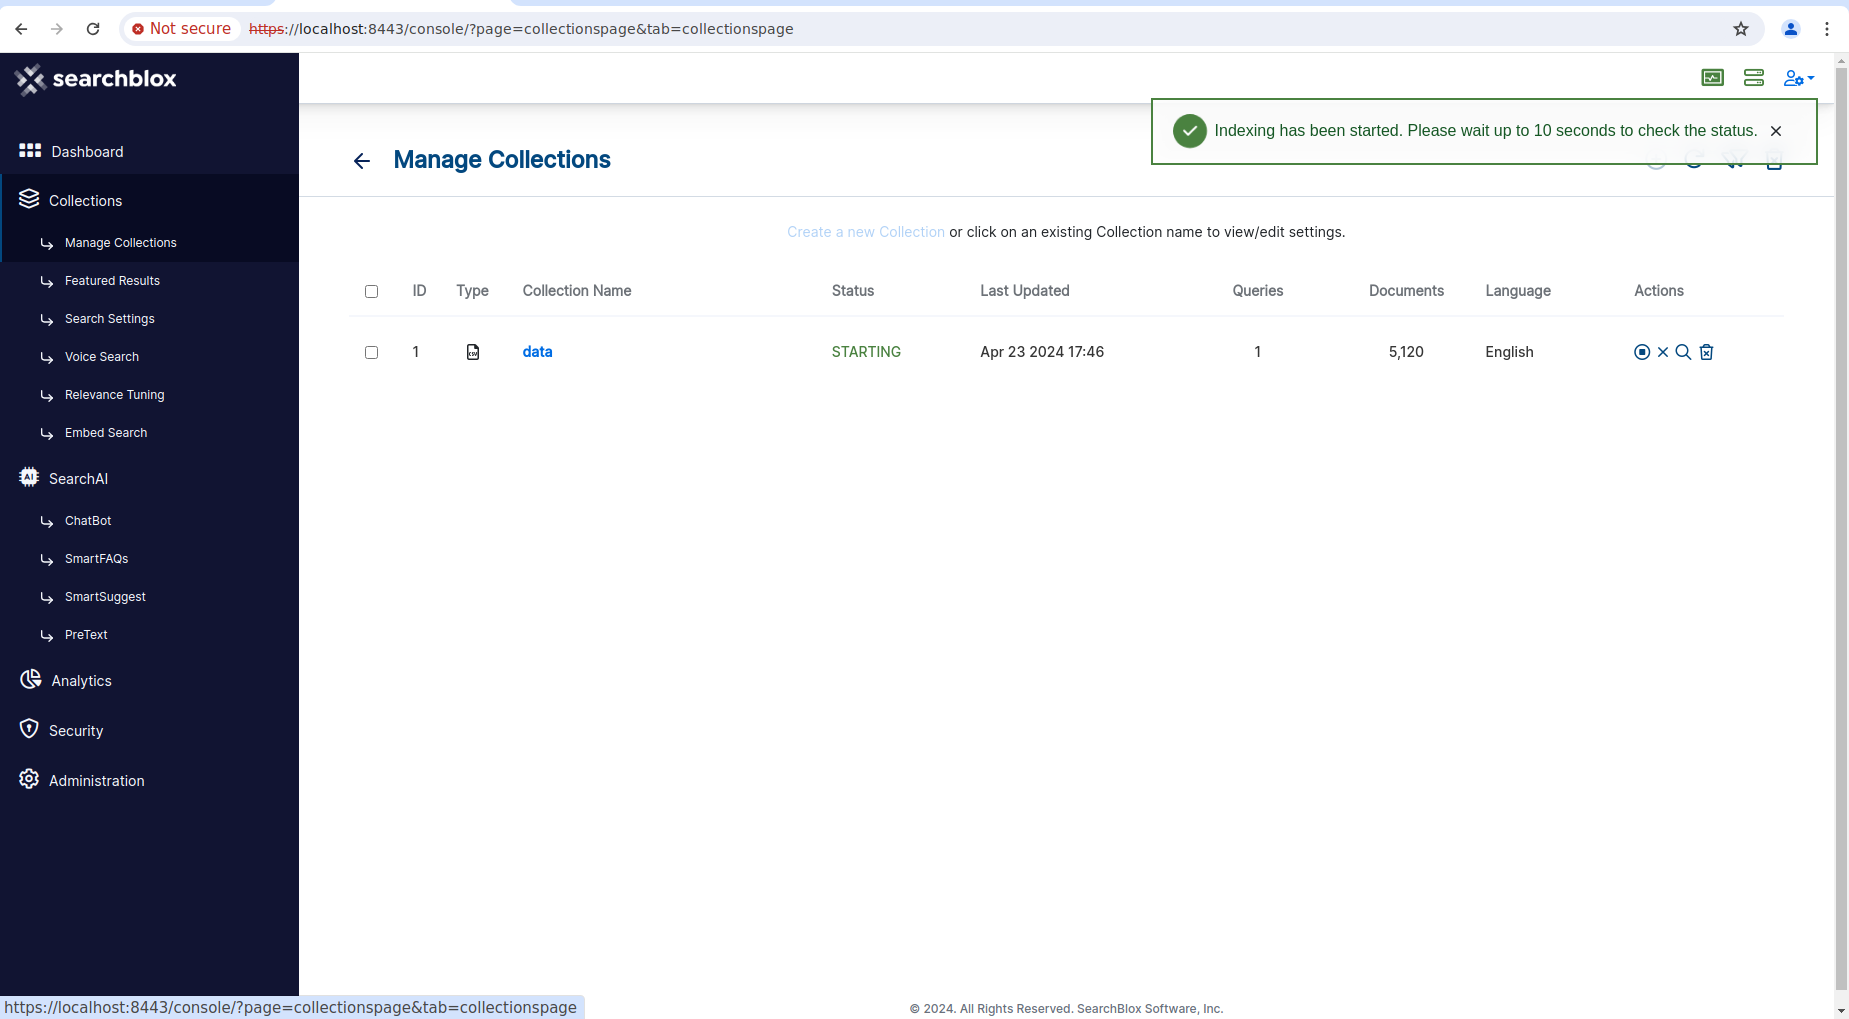 Not secure https://localhost:8443/console/?page=collectionspage&tab=collectionspage
searchblox
Indexing has been started. Please wait up to 10 seconds to check the status.
Manage Collections
Dashboard
Collections
Manage Collections
Featured Results
Search Settings
Voice Search
Relevance Tuning
Embed Search
SearchAI
ChatBot
SmartFAQs
SmartSuggest
PreText
Analytics
Security
Administration
Create a new Collection or click on an existing Collection name to view/edit settings.
ID Type Collection Name Status Last Updated Queries Documents Language Actions
1 CSV data STARTING Apr 23 2024 17:46 1 5,120 English
https://localhost:8443/console/?page=collectionspage&tab=collectionspage
© 2024. All Rights Reserved. SearchBlox Software, Inc.